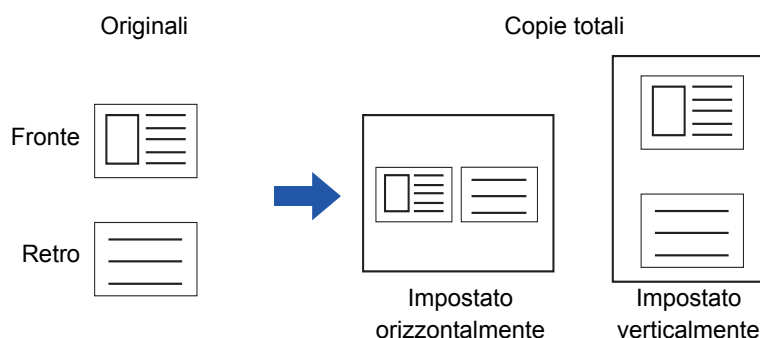 Originali
Copie totali
Fronte
Retro
Impostato
orizzontalmente
Impostato
verticalmente